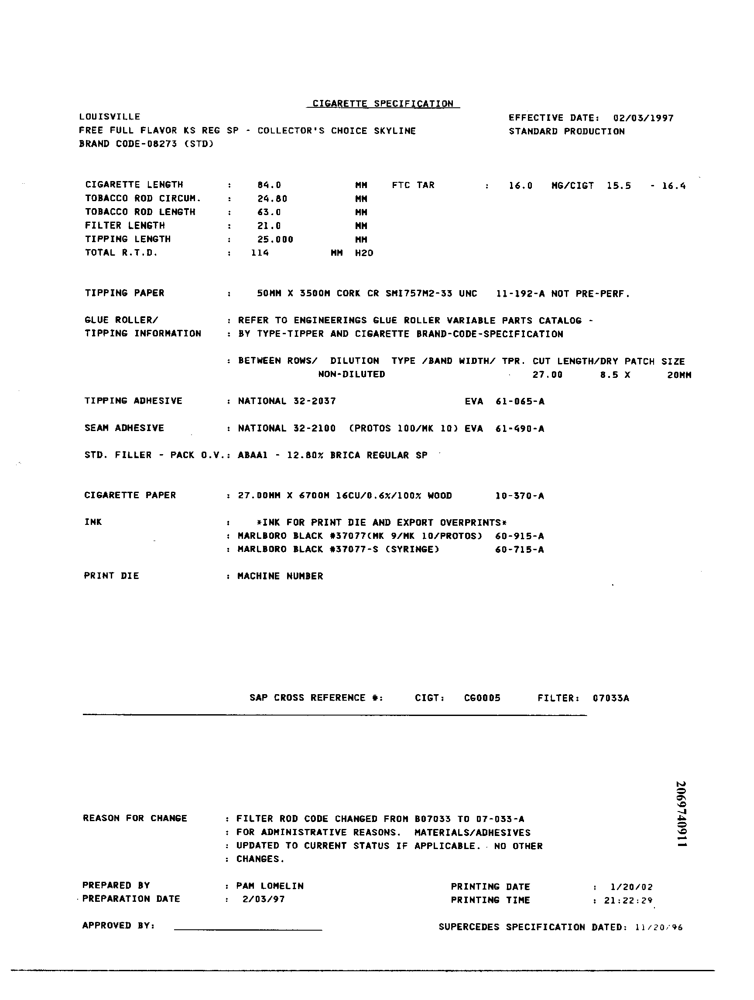 CIGARETTE SPECIFICATION
LOUISVILLE EFFECTIVE DATE: 02/03/1997
FREE FULL FLAVOR KS REG SP - COLLECTOR'S CHOICE SKYLINE STANDARD PRODUCTION
BRAND CODE-08273 (STD)
CIGARETTE LENGTH : 84.0 MM FTC TAR : 16.0 MG/CIGT 15.5 - 16.4
TOBACCO ROD CIRCUM. : 24.80 MM
TOBACCO ROD LENGTH : 63.0 MM
FILTER LENGTH : 21.0 MM
TIPPING LENGTH : 25.000 MM
TOTAL R.T.D. : 114 MM H2O
TIPPING PAPER : 50MM X 3500M CORK CR SMI757M2-33 UNC 11-192-A NOT PRE-PERF.
GLUE ROLLER/ : REFER TO ENGINEERINGS GLUE ROLLER VARIABLE PARTS CATALOG -
TIPPING INFORMATION : BY TYPE-TIPPER AND CIGARETTE BRAND-CODE-SPECIFICATION
: BETWEEN ROWS/ DILUTION TYPE /BAND WIDTH/ TPR. CUT LENGTH/DRY PATCH SIZE
NON-DILUTED 27.00 8.5 X 20MM
TIPPING ADHESIVE : NATIONAL 32-2037 EVA 61-065-A
SEAM ADHESIVE : NATIONAL 32-2100 (PROTOS 100/MK 10) EVA 61-490-A
STD. FILLER - PACK O.V.: ABAA1 - 12.80% BRICA REGULAR SP
CIGARETTE PAPER : 27.00MM X 6700M 16CU/0.6%/100% WOOD 10-370-A
INK : *INK FOR PRINT DIE AND EXPORT OVERPRINTS*
: MARLBORO BLACK #37077(MK 9/MK 10/PROTOS) 60-915-A
: MARLBORO BLACK #37077-S (SYRINGE) 60-715-A
PRINT DIE : MACHINE NUMBER
SAP CROSS REFERENCE #: CIGT: CG0005 FILTER: 07033A
2069740911
REASON FOR CHANGE : FILTER ROD CODE CHANGED FROM B07033 TO 07-033-A
: FOR ADMINISTRATIVE REASONS. MATERIALS/ADHESIVES
: UPDATED TO CURRENT STATUS IF APPLICABLE. NO OTHER
: CHANGES.
PREPARED BY : PAM LOMELIN PRINTING DATE : 1/20/02
PREPARATION DATE : 2/03/97 PRINTING TIME : 21:22:29
APPROVED BY: SUPERCEDES SPECIFICATION DATED: 11/20/96